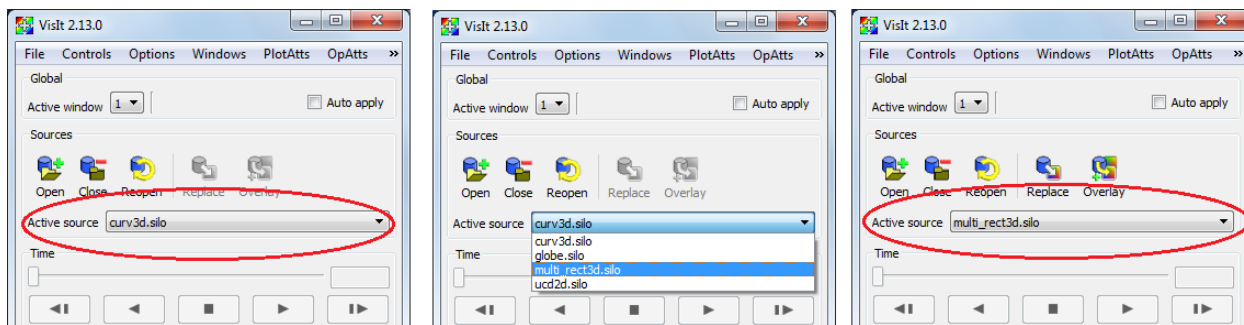 VisIt 2.13.0
File Controls Options Windows PlotAtts OpAtts »
Global
Active window 1 Auto apply
Sources
Open Close Reopen Replace Overlay
Active source curv3d.silo
Time
VisIt 2.13.0
File Controls Options Windows PlotAtts OpAtts »
Global
Active window 1 Auto apply
Sources
Open Close Reopen Replace Overlay
Active source curv3d.silo
curv3d.silo
Time globe.silo
multi_rect3d.silo
ucd2d.silo
VisIt 2.13.0
File Controls Options Windows PlotAtts OpAtts »
Global
Active window 1 Auto apply
Sources
Open Close Reopen Replace Overlay
Active source multi_rect3d.silo
Time